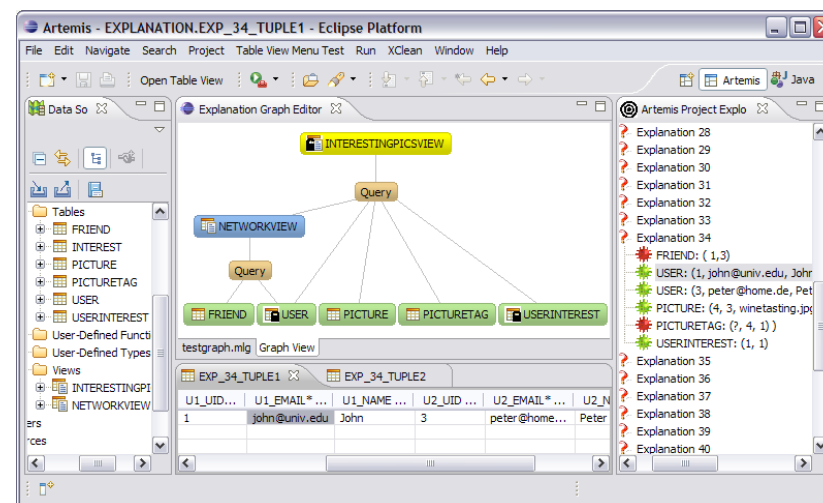 Artemis - EXPLANATION.EXP_34_TUPLE1 - Eclipse Platform
File Edit Navigate Search Project Table View Menu Test Run XClean Window Help
Open Table View
Artemis
Java
Data So
Tables
FRIEND
INTEREST
PICTURE
PICTURETAG
USER
USERINTEREST
User-Defined Functi
User-Defined Types
Views
INTERESTINGPI
NETWORKVIEW
ers
rces
Explanation Graph Editor
INTERESTINGPICSVIEW
Query
NETWORKVIEW
Query
FRIEND USER PICTURE PICTURETAG USERINTEREST
testgraph.mlg Graph View
EXP_34_TUPLE1 EXP_34_TUPLE2
U1_UID... U1_EMAIL* ... U1_NAME ... U2_UID ... U2_EMAIL* ... U2_N
1 john@univ.edu John 3 peter@home... Peter
Artemis Project Explo
Explanation 28
Explanation 29
Explanation 30
Explanation 31
Explanation 32
Explanation 33
Explanation 34
FRIEND: ( 1,3)
USER: (1, john@univ.edu, John
USER: (3, peter@home.de, Pet
PICTURE: (4, 3, winetasting.jpg
PICTURETAG: (?, 4, 1) )
USERINTEREST: (1, 1)
Explanation 35
Explanation 36
Explanation 37
Explanation 38
Explanation 39
Explanation 40